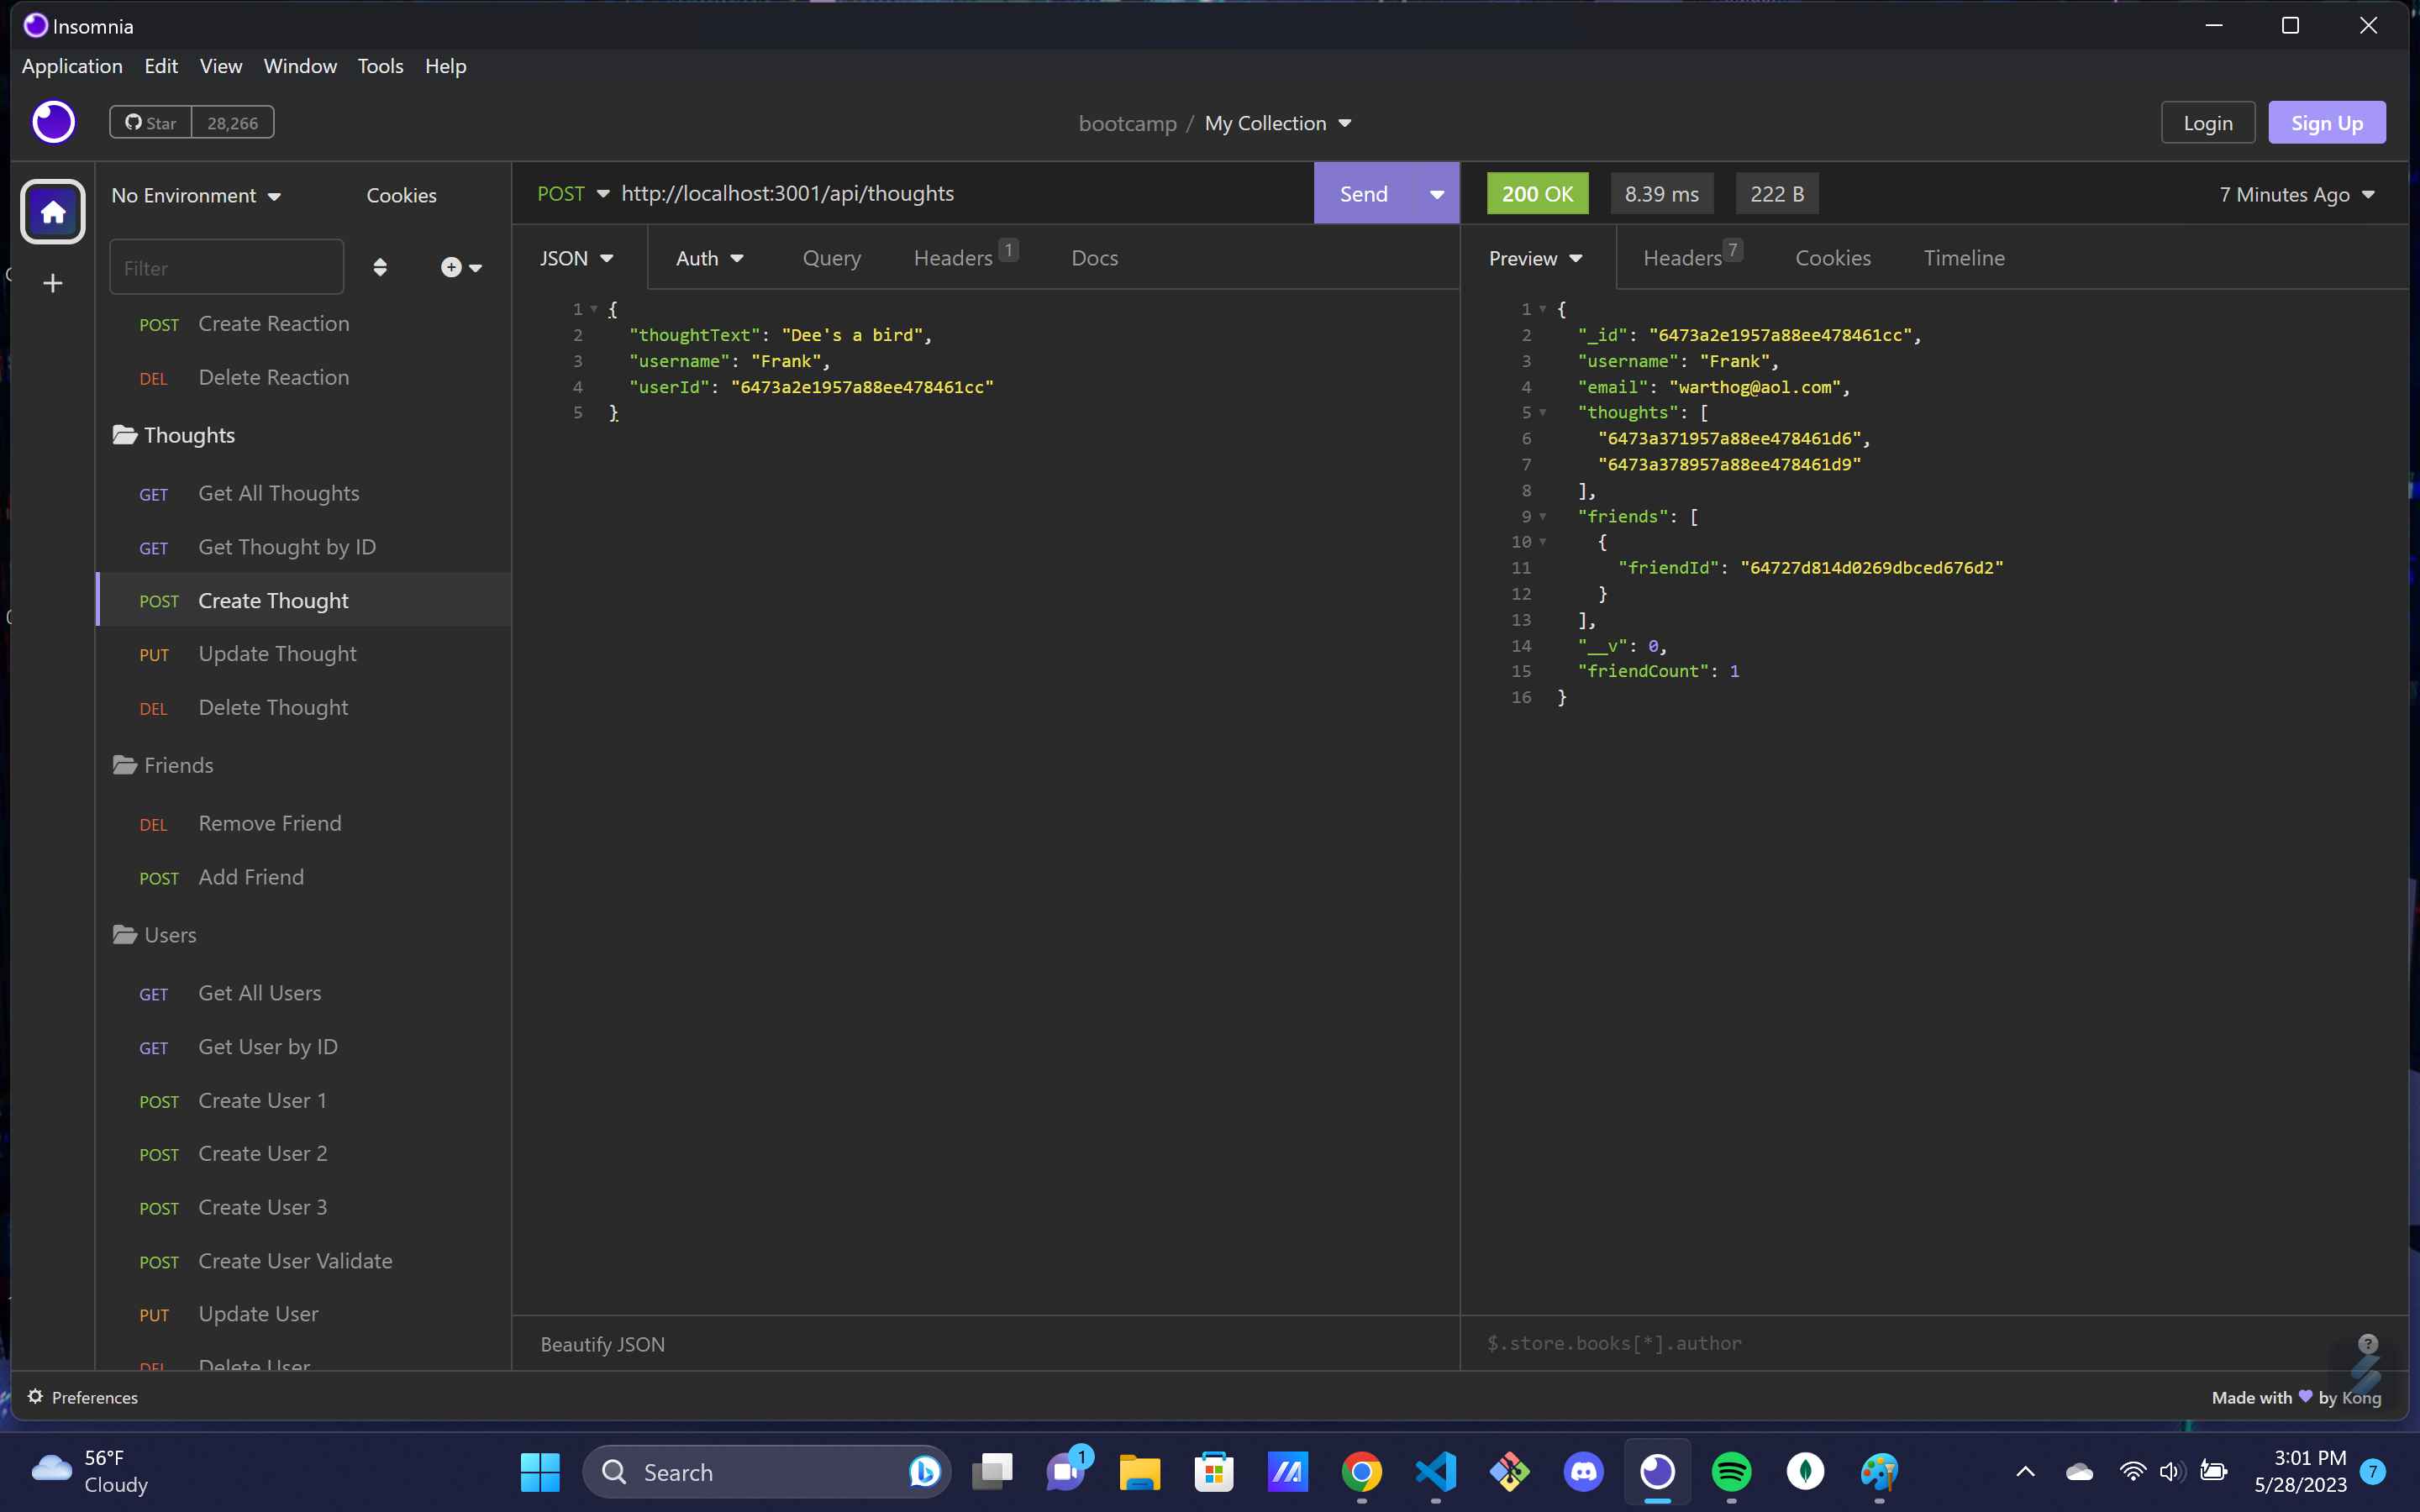 Insomnia
Application Edit View Window Tools Help
Star 28,266
bootcamp / My Collection
Login Sign Up
No Environment Cookies
Filter
POST Create Reaction
DEL Delete Reaction
Thoughts
GET Get All Thoughts
GET Get Thought by ID
POST Create Thought
PUT Update Thought
DEL Delete Thought
Friends
DEL Remove Friend
POST Add Friend
Users
GET Get All Users
GET Get User by ID
POST Create User 1
POST Create User 2
POST Create User 3
POST Create User Validate
PUT Update User
DEL Delete User
POST http://localhost:3001/api/thoughts Send
JSON Auth Query Headers 1 Docs
1 {
2 "thoughtText": "Dee's a bird",
3 "username": "Frank",
4 "userId": "6473a2e1957a88ee478461cc"
5 }
Beautify JSON
200 OK 8.39 ms 222 B 7 Minutes Ago
Preview Headers 7 Cookies Timeline
1 {
2 "_id": "6473a2e1957a88ee478461cc",
3 "username": "Frank",
4 "email": "warthog@aol.com",
5 "thoughts": [
6 "6473a371957a88ee478461d6",
7 "6473a378957a88ee478461d9"
8 ],
9 "friends": [
10 {
11 "friendId": "64727d814d0269dbced676d2"
12 }
13 ],
14 "__v": 0,
15 "friendCount": 1
16 }
$.store.books[*].author
Preferences
Made with by Kong
56°F
Cloudy
Search
1
3:01 PM
5/28/2023
7